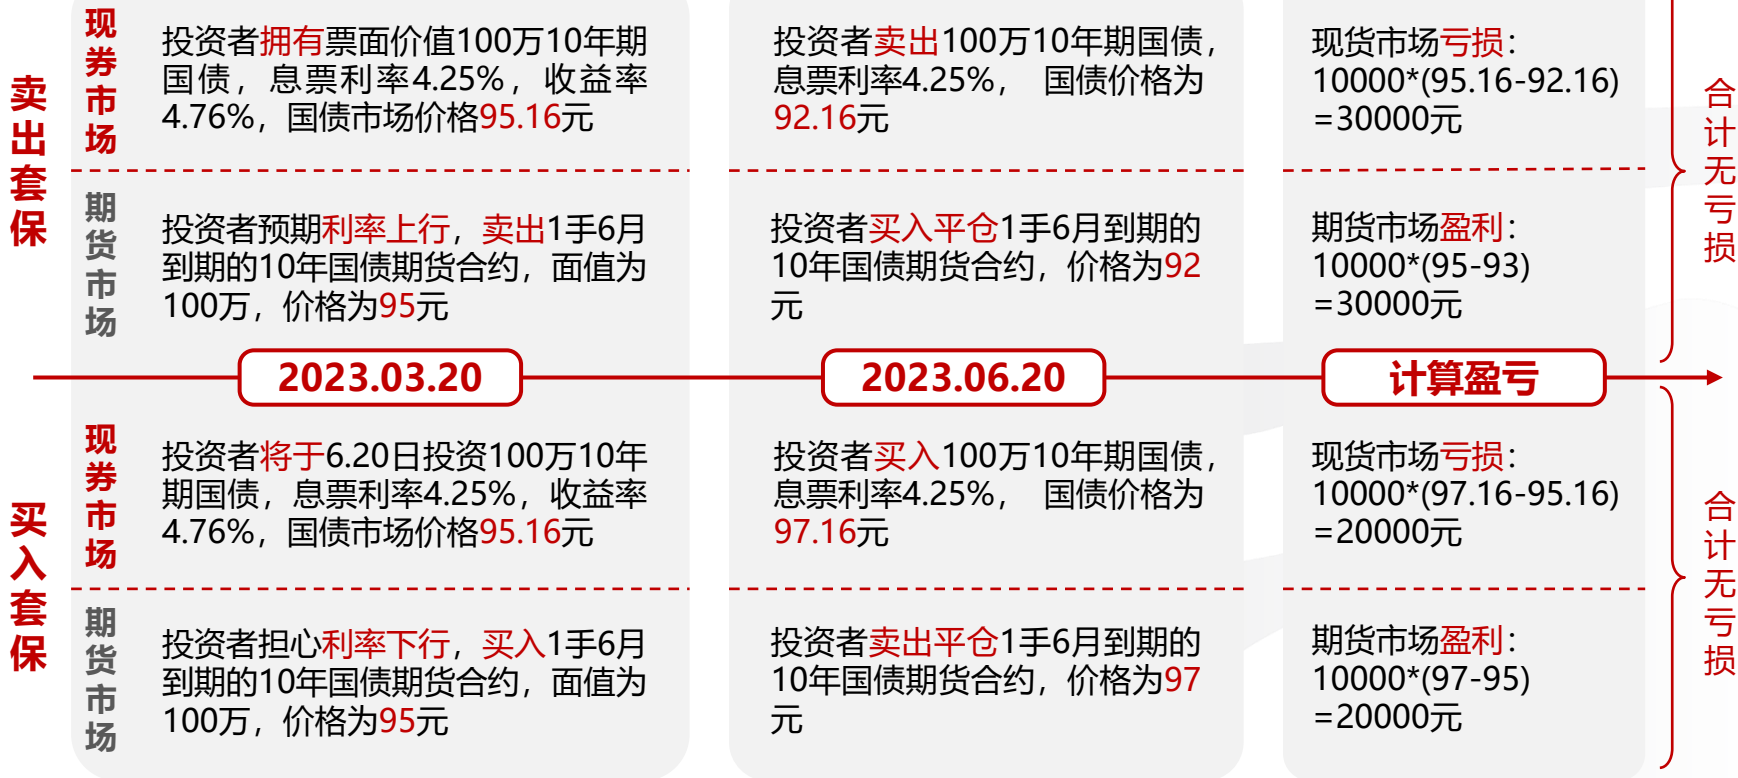 卖出套保
现券市场
投资者拥有票面价值100万10年期
国债，息票利率4.25%，收益率
4.76%，国债市场价格95.16元
投资者卖出100万10年期国债，
息票利率4.25%， 国债价格为
92.16元
现货市场亏损：
10000*(95.16-92.16)
=30000元
期货市场
投资者预期利率上行，卖出1手6月
到期的10年国债期货合约，面值为
100万，价格为95元
投资者买入平仓1手6月到期的
10年国债期货合约，价格为92
元
期货市场盈利：
10000*(95-93)
=30000元
合计无亏损
2023.03.20
2023.06.20
计算盈亏
买入套保
现券市场
投资者将于6.20日投资100万10年
期国债，息票利率4.25%，收益率
4.76%，国债市场价格95.16元
投资者买入100万10年期国债，
息票利率4.25%， 国债价格为
97.16元
现货市场亏损：
10000*(97.16-95.16)
=20000元
期货市场
投资者担心利率下行，买入1手6月
到期的10年国债期货合约，面值为
100万，价格为95元
投资者卖出平仓1手6月到期的
10年国债期货合约，价格为97
元
期货市场盈利：
10000*(97-95)
=20000元
合计无亏损